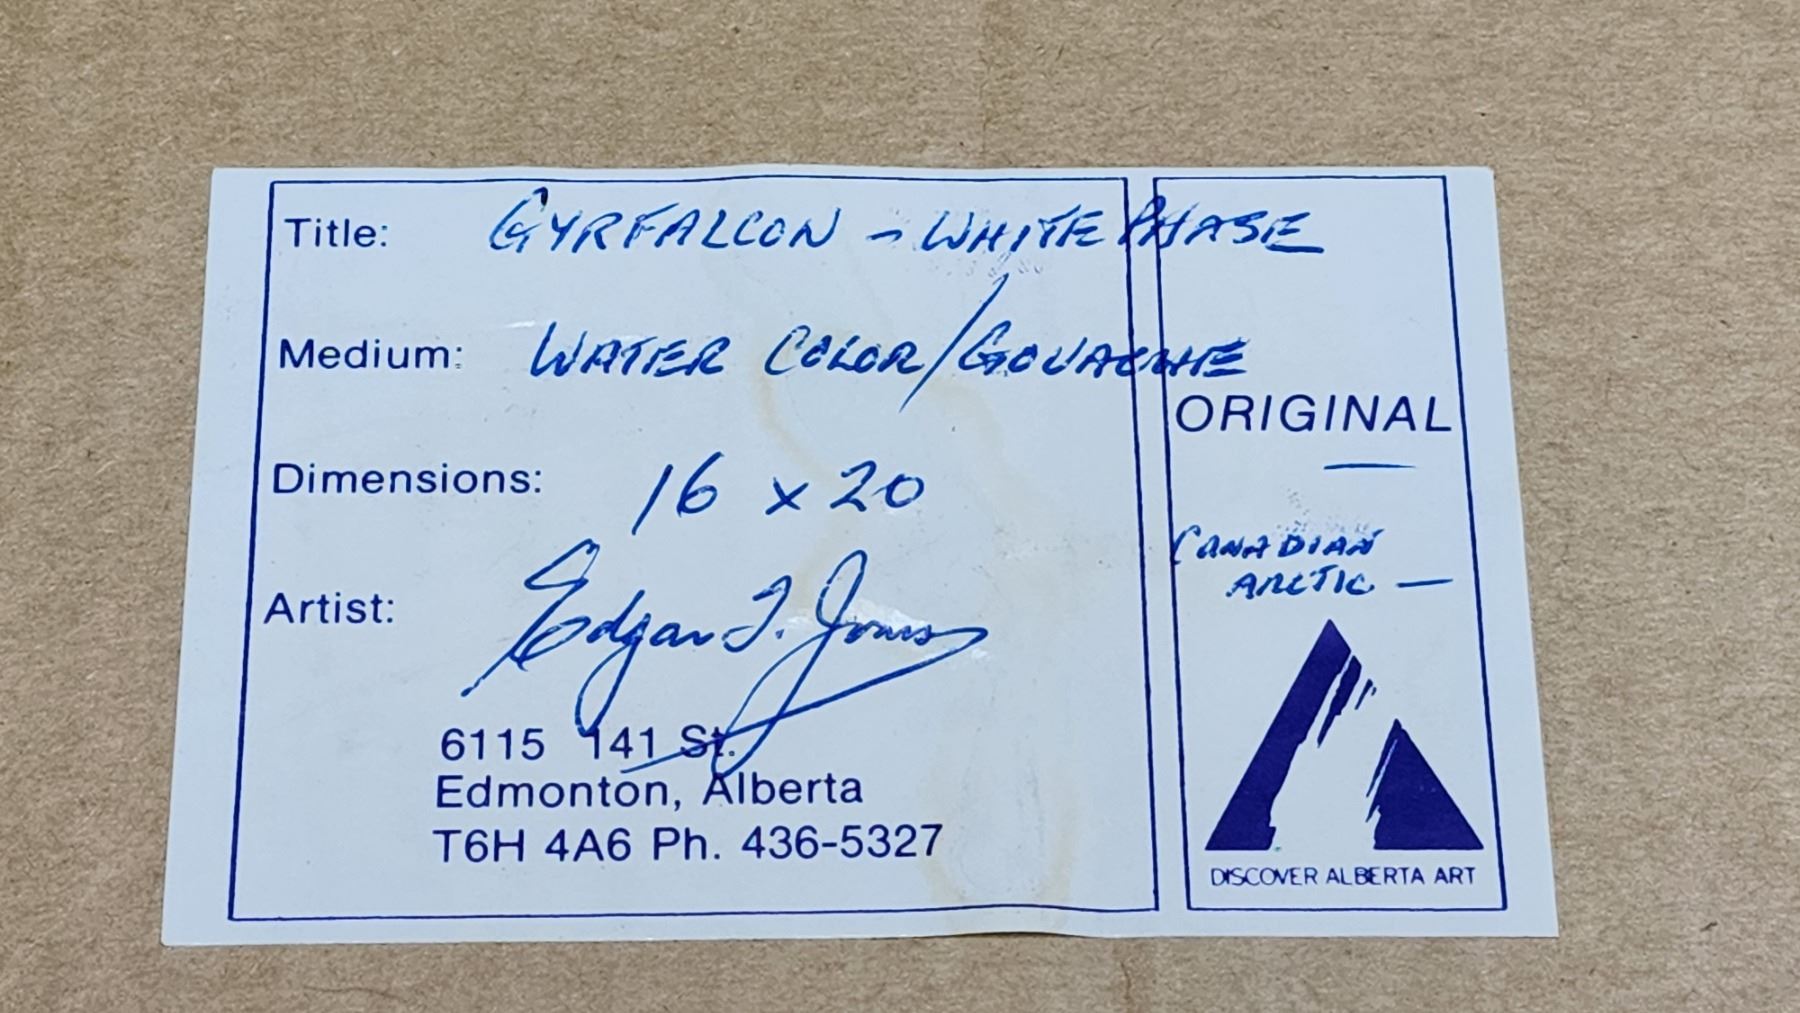 Title: GYRFALCON - WHITE PHASE
Medium: WATER COLOR/GOUACHE
ORIGINAL
Dimensions: 16 x 20
CANADIAN
ARCTIC -
Artist: Edgar T. Jones
6115 141 St.
Edmonton, Alberta
T6H 4A6 Ph. 436-5327
DISCOVER ALBERTA ART